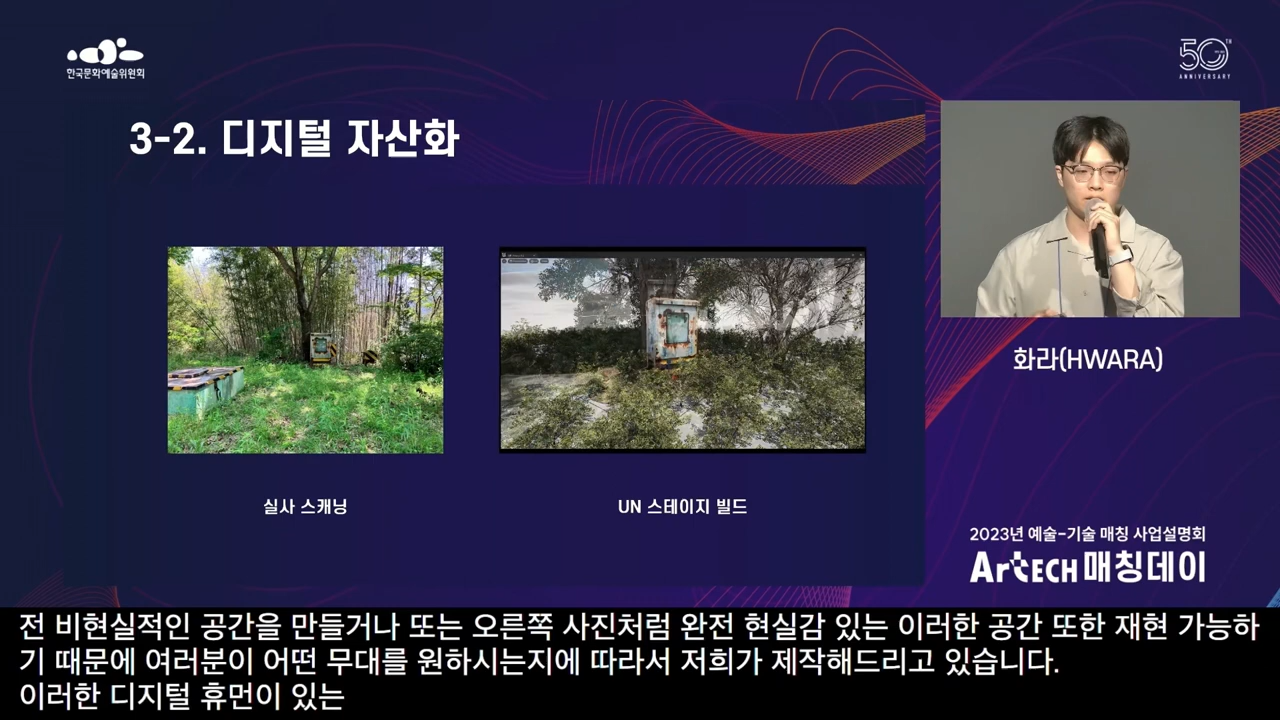 한국문화예술위원회
50TH
ANNIVERSARY
3-2. 디지털 자산화
화라(HWARA)
실사 스캐닝
UN 스테이지 빌드
2023년 예술-기술 매칭 사업설명회
ArtECH 매칭데이
전 비현실적인 공간을 만들거나 또는 오른쪽 사진처럼 완전 현실감 있는 이러한 공간 또한 재현 가능하
기 때문에 여러분이 어떤 무대를 원하시는지에 따라서 저희가 제작해드리고 있습니다.
이러한 디지털 휴먼이 있는